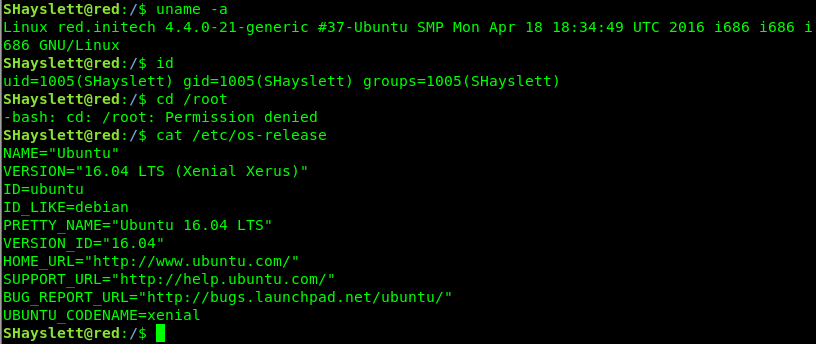 SHayslett@red:/$ uname -a
Linux red.initech 4.4.0-21-generic #37-Ubuntu SMP Mon Apr 18 18:34:49 UTC 2016 i686 i686 i
686 GNU/Linux
SHayslett@red:/$ id
uid=1005(SHayslett) gid=1005(SHayslett) groups=1005(SHayslett)
SHayslett@red:/$ cd /root
-bash: cd: /root: Permission denied
SHayslett@red:/$ cat /etc/os-release
NAME="Ubuntu"
VERSION="16.04 LTS (Xenial Xerus)"
ID=ubuntu
ID_LIKE=debian
PRETTY_NAME="Ubuntu 16.04 LTS"
VERSION_ID="16.04"
HOME_URL="http://www.ubuntu.com/"
SUPPORT_URL="http://help.ubuntu.com/"
BUG_REPORT_URL="http://bugs.launchpad.net/ubuntu/"
UBUNTU_CODENAME=xenial
SHayslett@red:/$